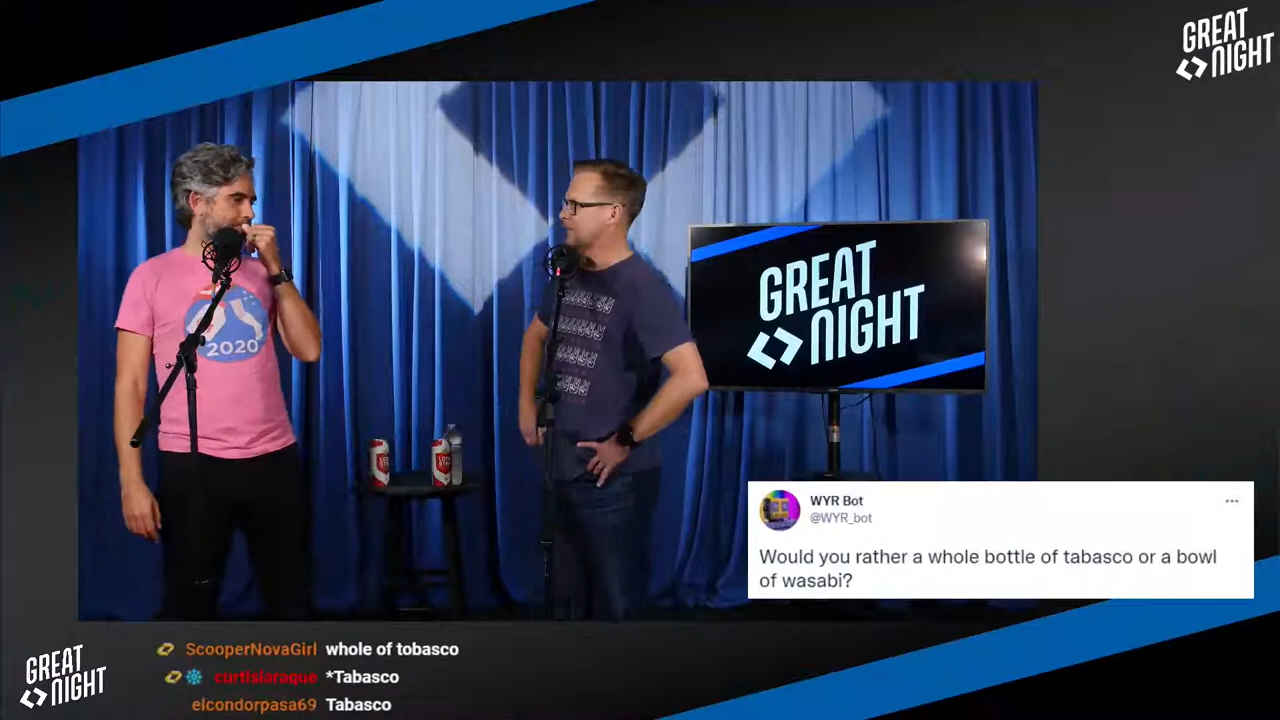 GREAT
NIGHT
2020
GREAT
NIGHT
WYR Bot
@WYR_bot
Would you rather a whole bottle of tabasco or a bowl
of wasabi?
ScooperNovaGirl whole of tobasco
curtislaraque *Tabasco
elcondorpasa69 Tabasco
GREAT
NIGHT